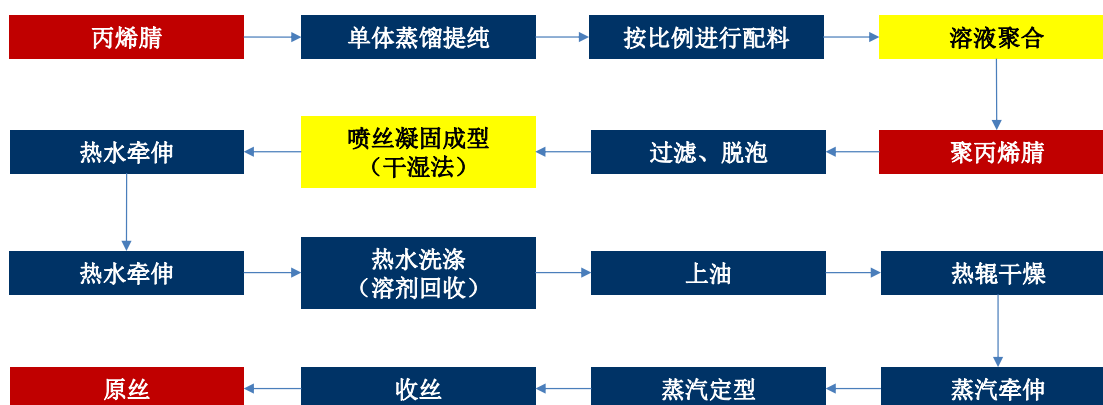 丙烯腈
单体蒸馏提纯
按比例进行配料
溶液聚合
聚丙烯腈
过滤、脱泡
喷丝凝固成型
（干湿法）
热水牵伸
热水牵伸
热水洗涤
（溶剂回收）
上油
热辊干燥
蒸汽牵伸
蒸汽定型
收丝
原丝